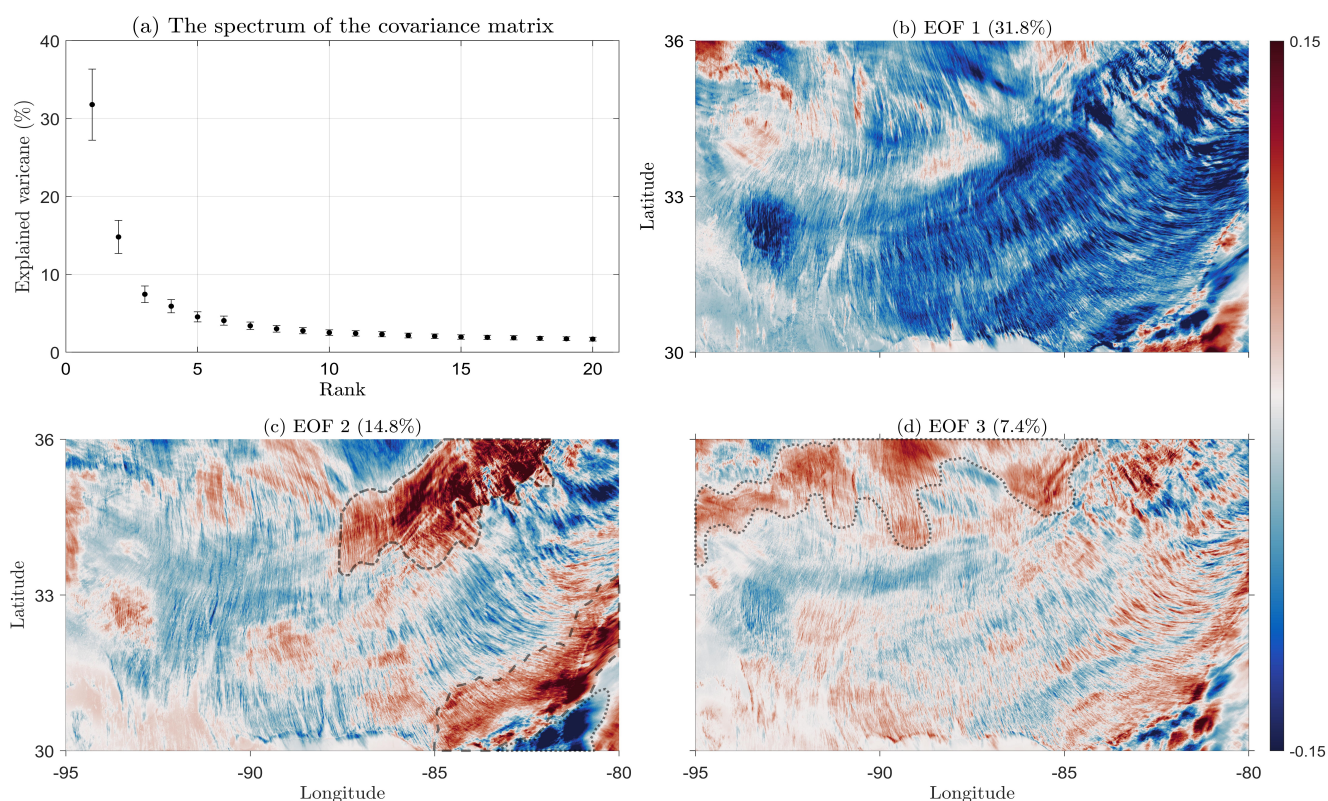 (a) The spectrum of the covariance matrix
40
30
20
10
0
Explained varicane (%)
0
5
10
15
20
Rank
(b) EOF 1 (31.8%)
36
33
30
Latitude
0.15
-0.15
(c) EOF 2 (14.8%)
36
33
30
Latitude
-95
-90
-85
-80
Longitude
(d) EOF 3 (7.4%)
-95
-90
-85
-80
Longitude